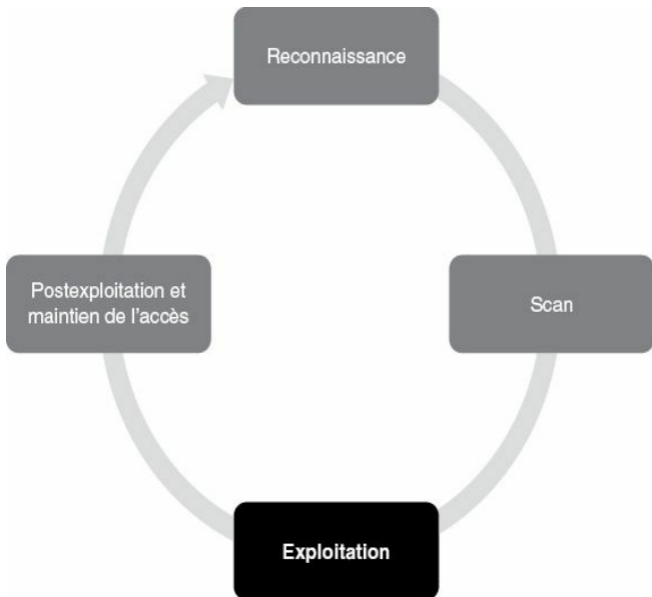 Reconnaissance
Scan
Exploitation
Postexploitation et
maintien de l'accès